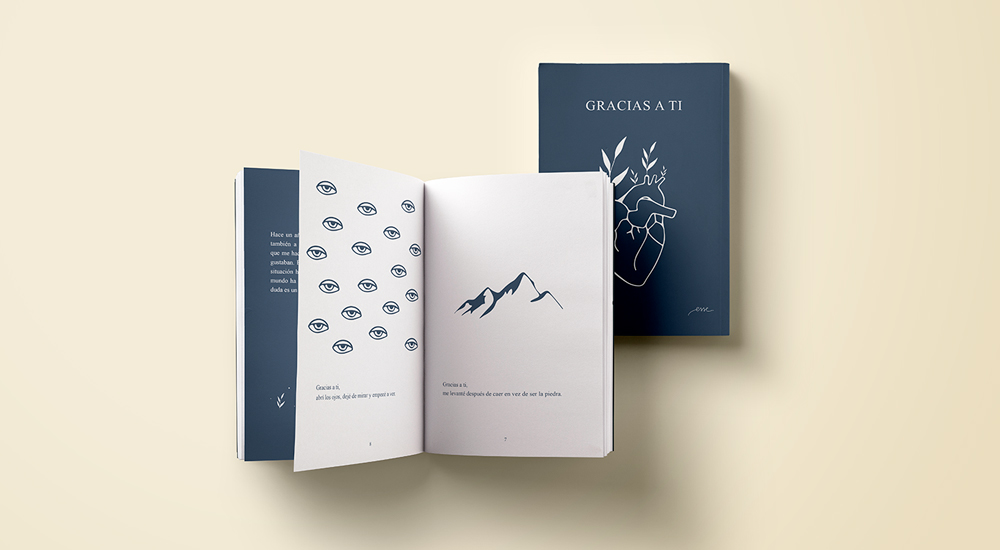 GRACIAS A TI
esse
Hace un
también a
que me
gustaban.
situación
mundo ha
duda es un
Gracias a ti,
abrí los ojos, dejé de mirar y empecé a ver.
Gracias a ti,
me levanté después de caer en vez de ser la piedra.
7